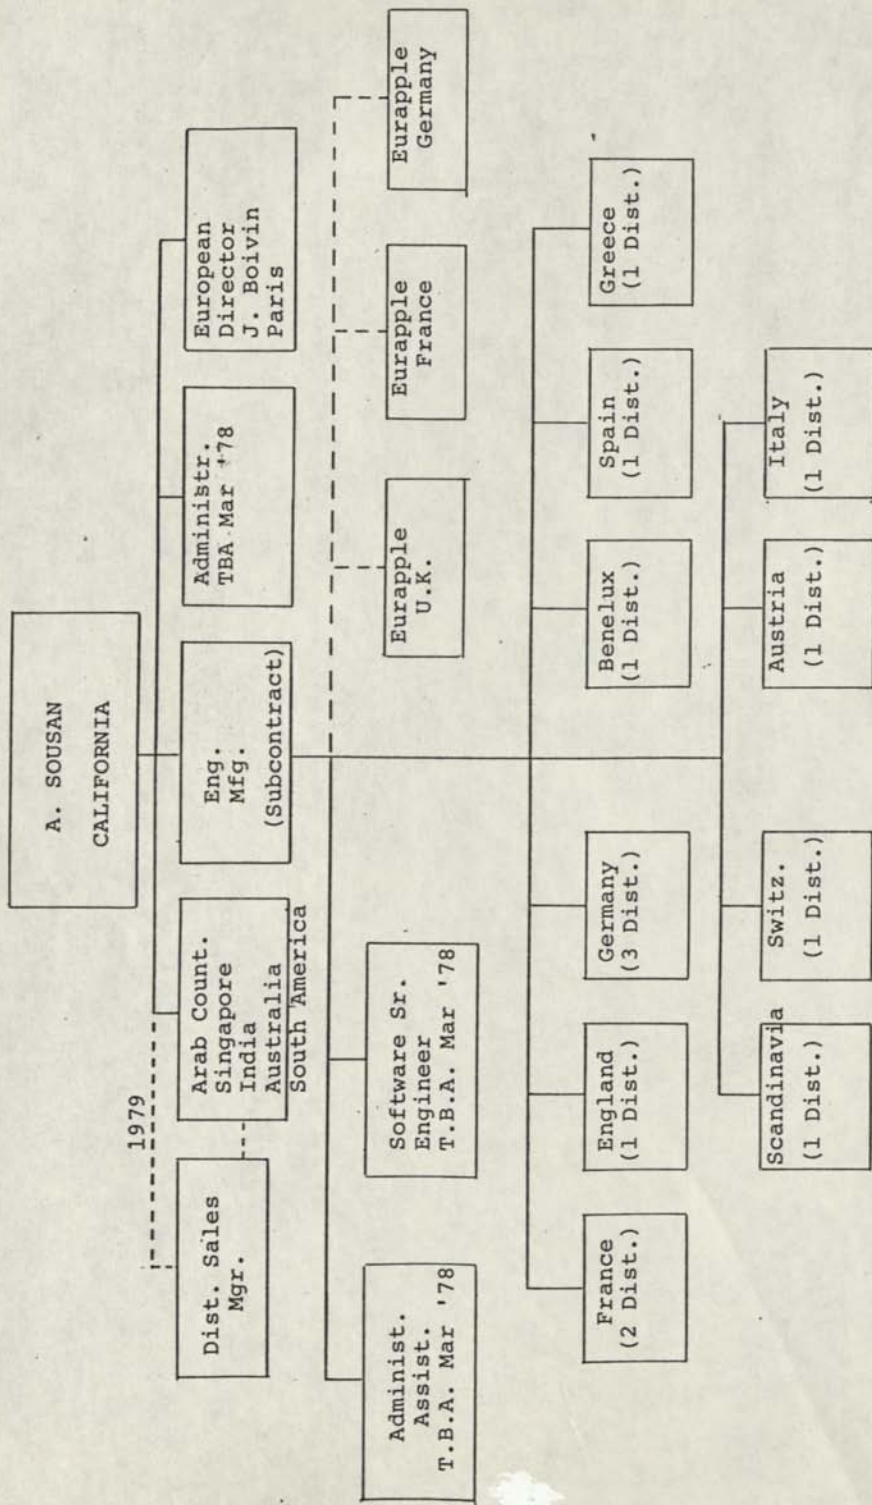 A. SOUSAN
CALIFORNIA
1979
Dist. Sales
Mgr.
Arab Count.
Singapore
India
Australia
South America
Eng.
Mfg.
(Subcontract)
Administr.
TBA Mar '78
European
Director
J. Boivin
Paris
Administ.
Assist.
T.B.A. Mar '78
Software Sr.
Engineer
T.B.A. Mar '78
Eurapple
U.K.
Eurapple
France
Eurapple
Germany
France
(2 Dist.)
England
(1 Dist.)
Germany
(3 Dist.)
Benelux
(1 Dist.)
Spain
(1 Dist.)
Greece
(1 Dist.)
Scandinavia
(1 Dist.)
Switz.
(1 Dist.)
Austria
(1 Dist.)
Italy
(1 Dist.)